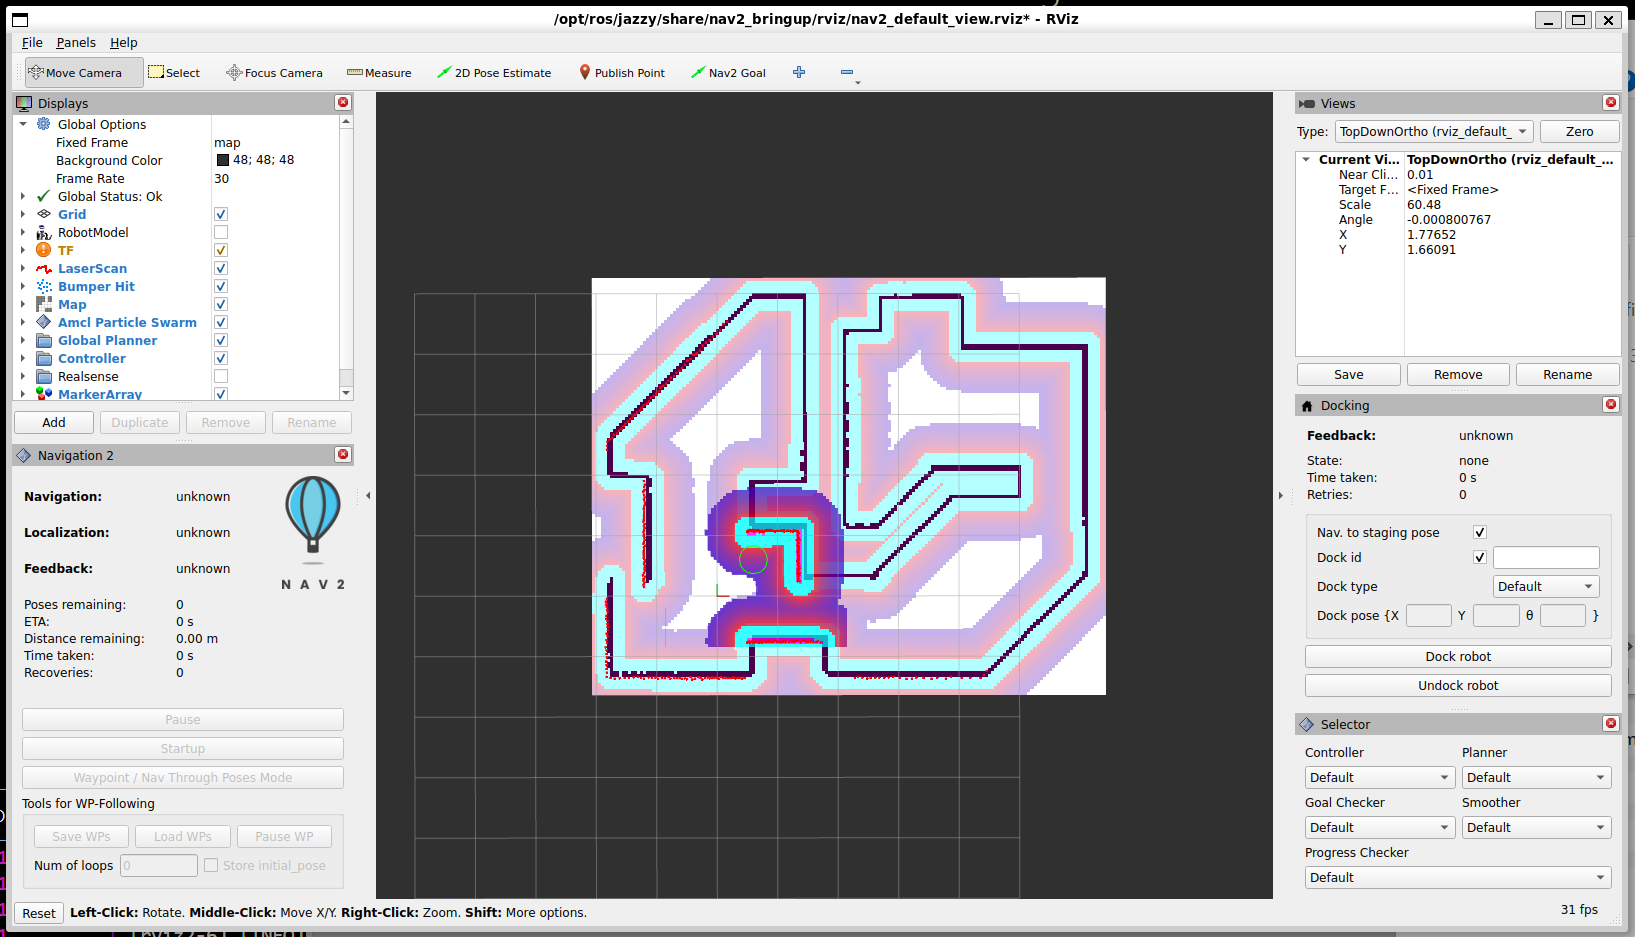 /opt/ros/jazzy/share/nav2_bringup/rviz/nav2_default_view.rviz* - RViz
File Panels Help
Move Camera Select Focus Camera Measure 2D Pose Estimate Publish Point Nav2 Goal
Displays
Global Options
Fixed Frame map
Background Color 48; 48; 48
Frame Rate 30
Global Status: Ok
Grid
RobotModel
TF
LaserScan
Bumper Hit
Map
Amcl Particle Swarm
Global Planner
Controller
Realsense
MarkerArray
Add Duplicate Remove Rename
Navigation 2
Navigation: unknown
Localization: unknown
Feedback: unknown
NAV2
Poses remaining: 0
ETA: 0 s
Distance remaining: 0.00 m
Time taken: 0 s
Recoveries: 0
Pause
Startup
Waypoint / Nav Through Poses Mode
Tools for WP-Following
Save WPs Load WPs Pause WP
Num of loops 0 Store initial_pose
Reset Left-Click: Rotate. Middle-Click: Move X/Y. Right-Click: Zoom. Shift: More options.
Views
Type: TopDownOrtho (rviz_default_ Zero
Current Vi... TopDownOrtho (rviz_default_...
Near Cli... 0.01
Target F... <Fixed Frame>
Scale 60.48
Angle -0.000800767
X 1.77652
Y 1.66091
Save Remove Rename
Docking
Feedback: unknown
State: none
Time taken: 0 s
Retries: 0
Nav. to staging pose
Dock id
Dock type Default
Dock pose {X Y θ }
Dock robot
Undock robot
Selector
Controller Planner
Default Default
Goal Checker Smoother
Default Default
Progress Checker
Default
31 fps